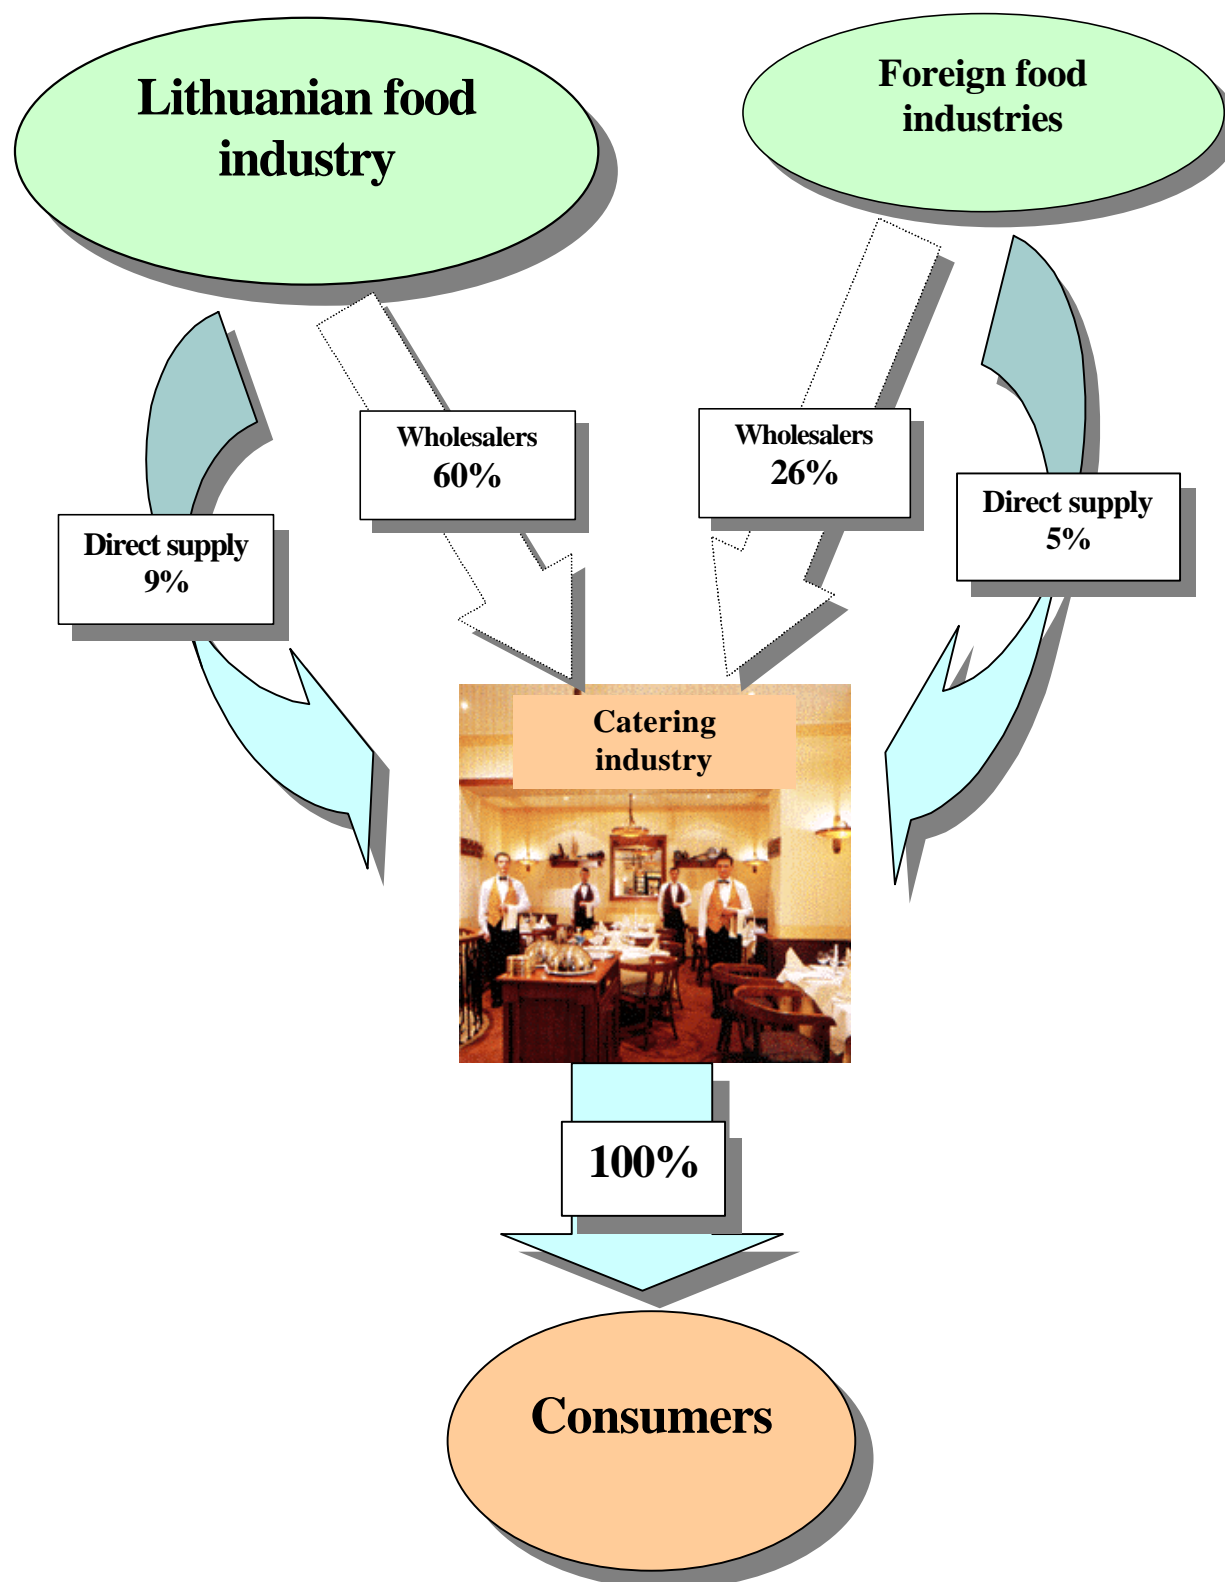 Lithuanian food
industry
Foreign food
industries
Wholesalers
60%
Wholesalers
26%
Direct supply
5%
Direct supply
9%
Catering
industry
100%
Consumers